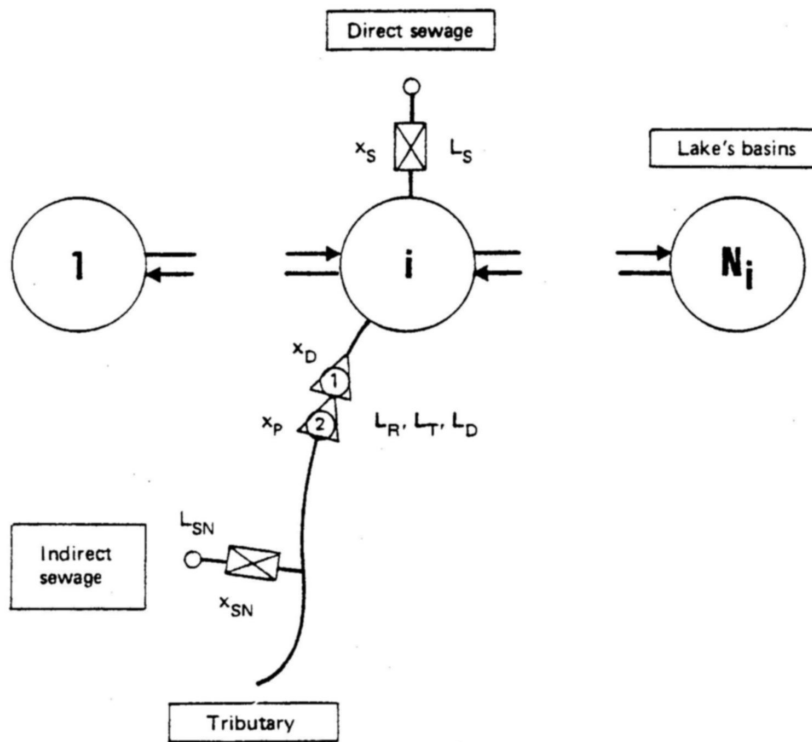 Direct sewage
x_S L_S
Lake's basins
1 i N_i
x_D
1
x_P 2 L_R, L_T, L_D
L_SN
Indirect
sewage
x_SN
Tributary